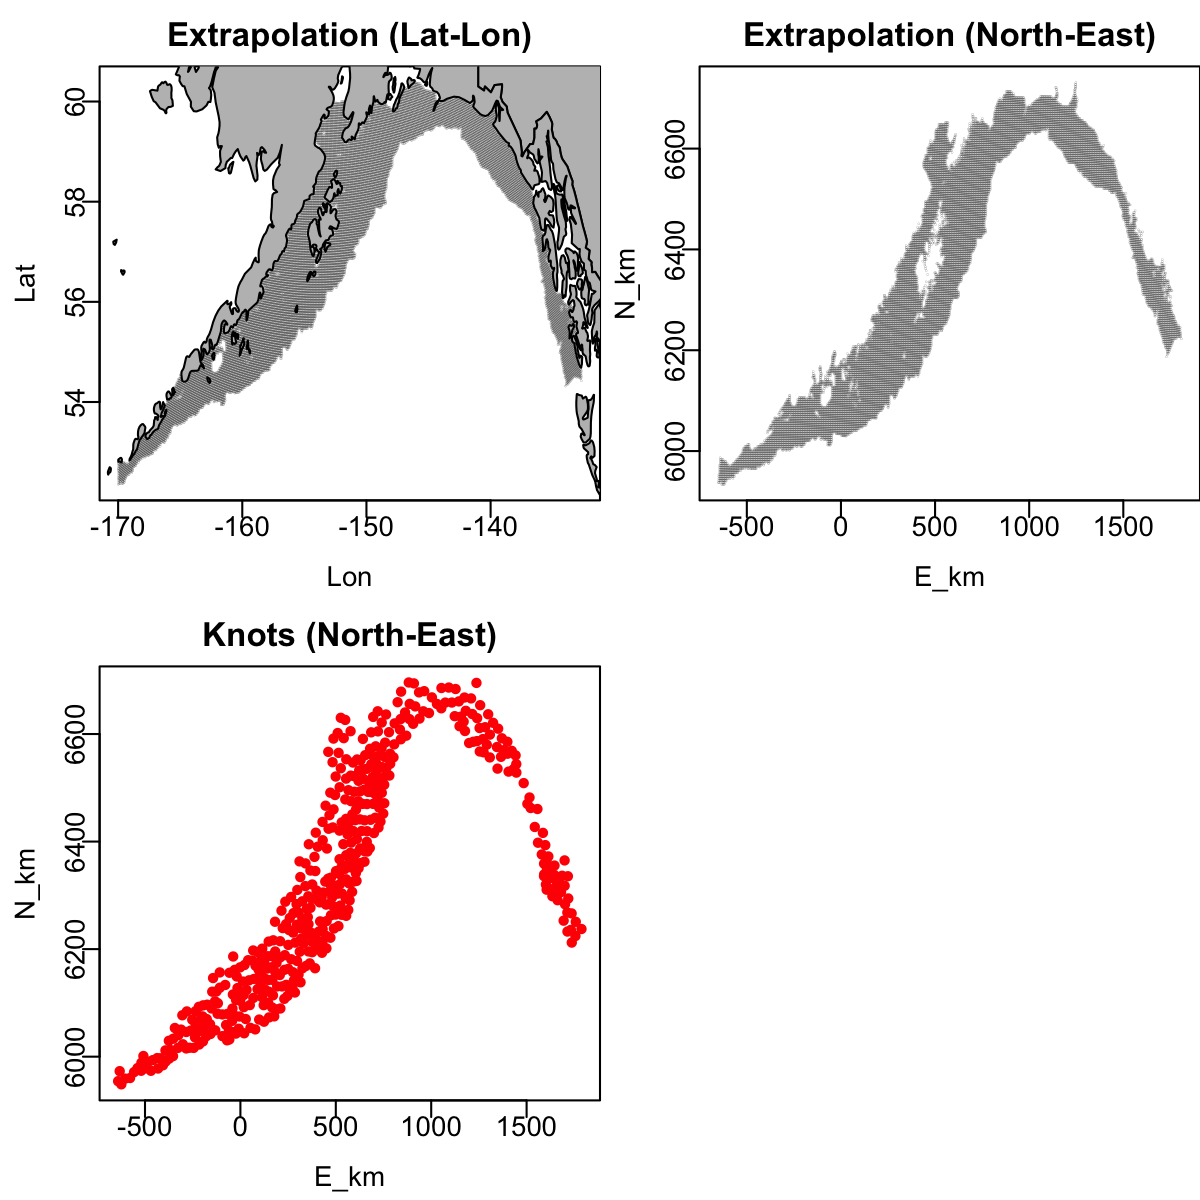 Extrapolation (Lat-Lon)
Lat
60
58
56
54
-170 -160 -150 -140
Lon
Extrapolation (North-East)
N_km
6600
6400
6200
6000
-500 0 500 1000 1500
E_km
Knots (North-East)
N_km
6600
6400
6200
6000
-500 0 500 1000 1500
E_km